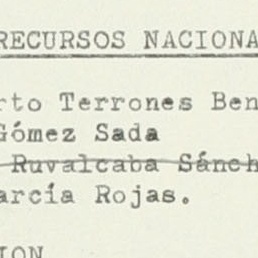 RECURSOS NACIONA
rto Terrones Ben
Gómez Sada
Ruvalcaba Sánch
arcía Rojas.
ION